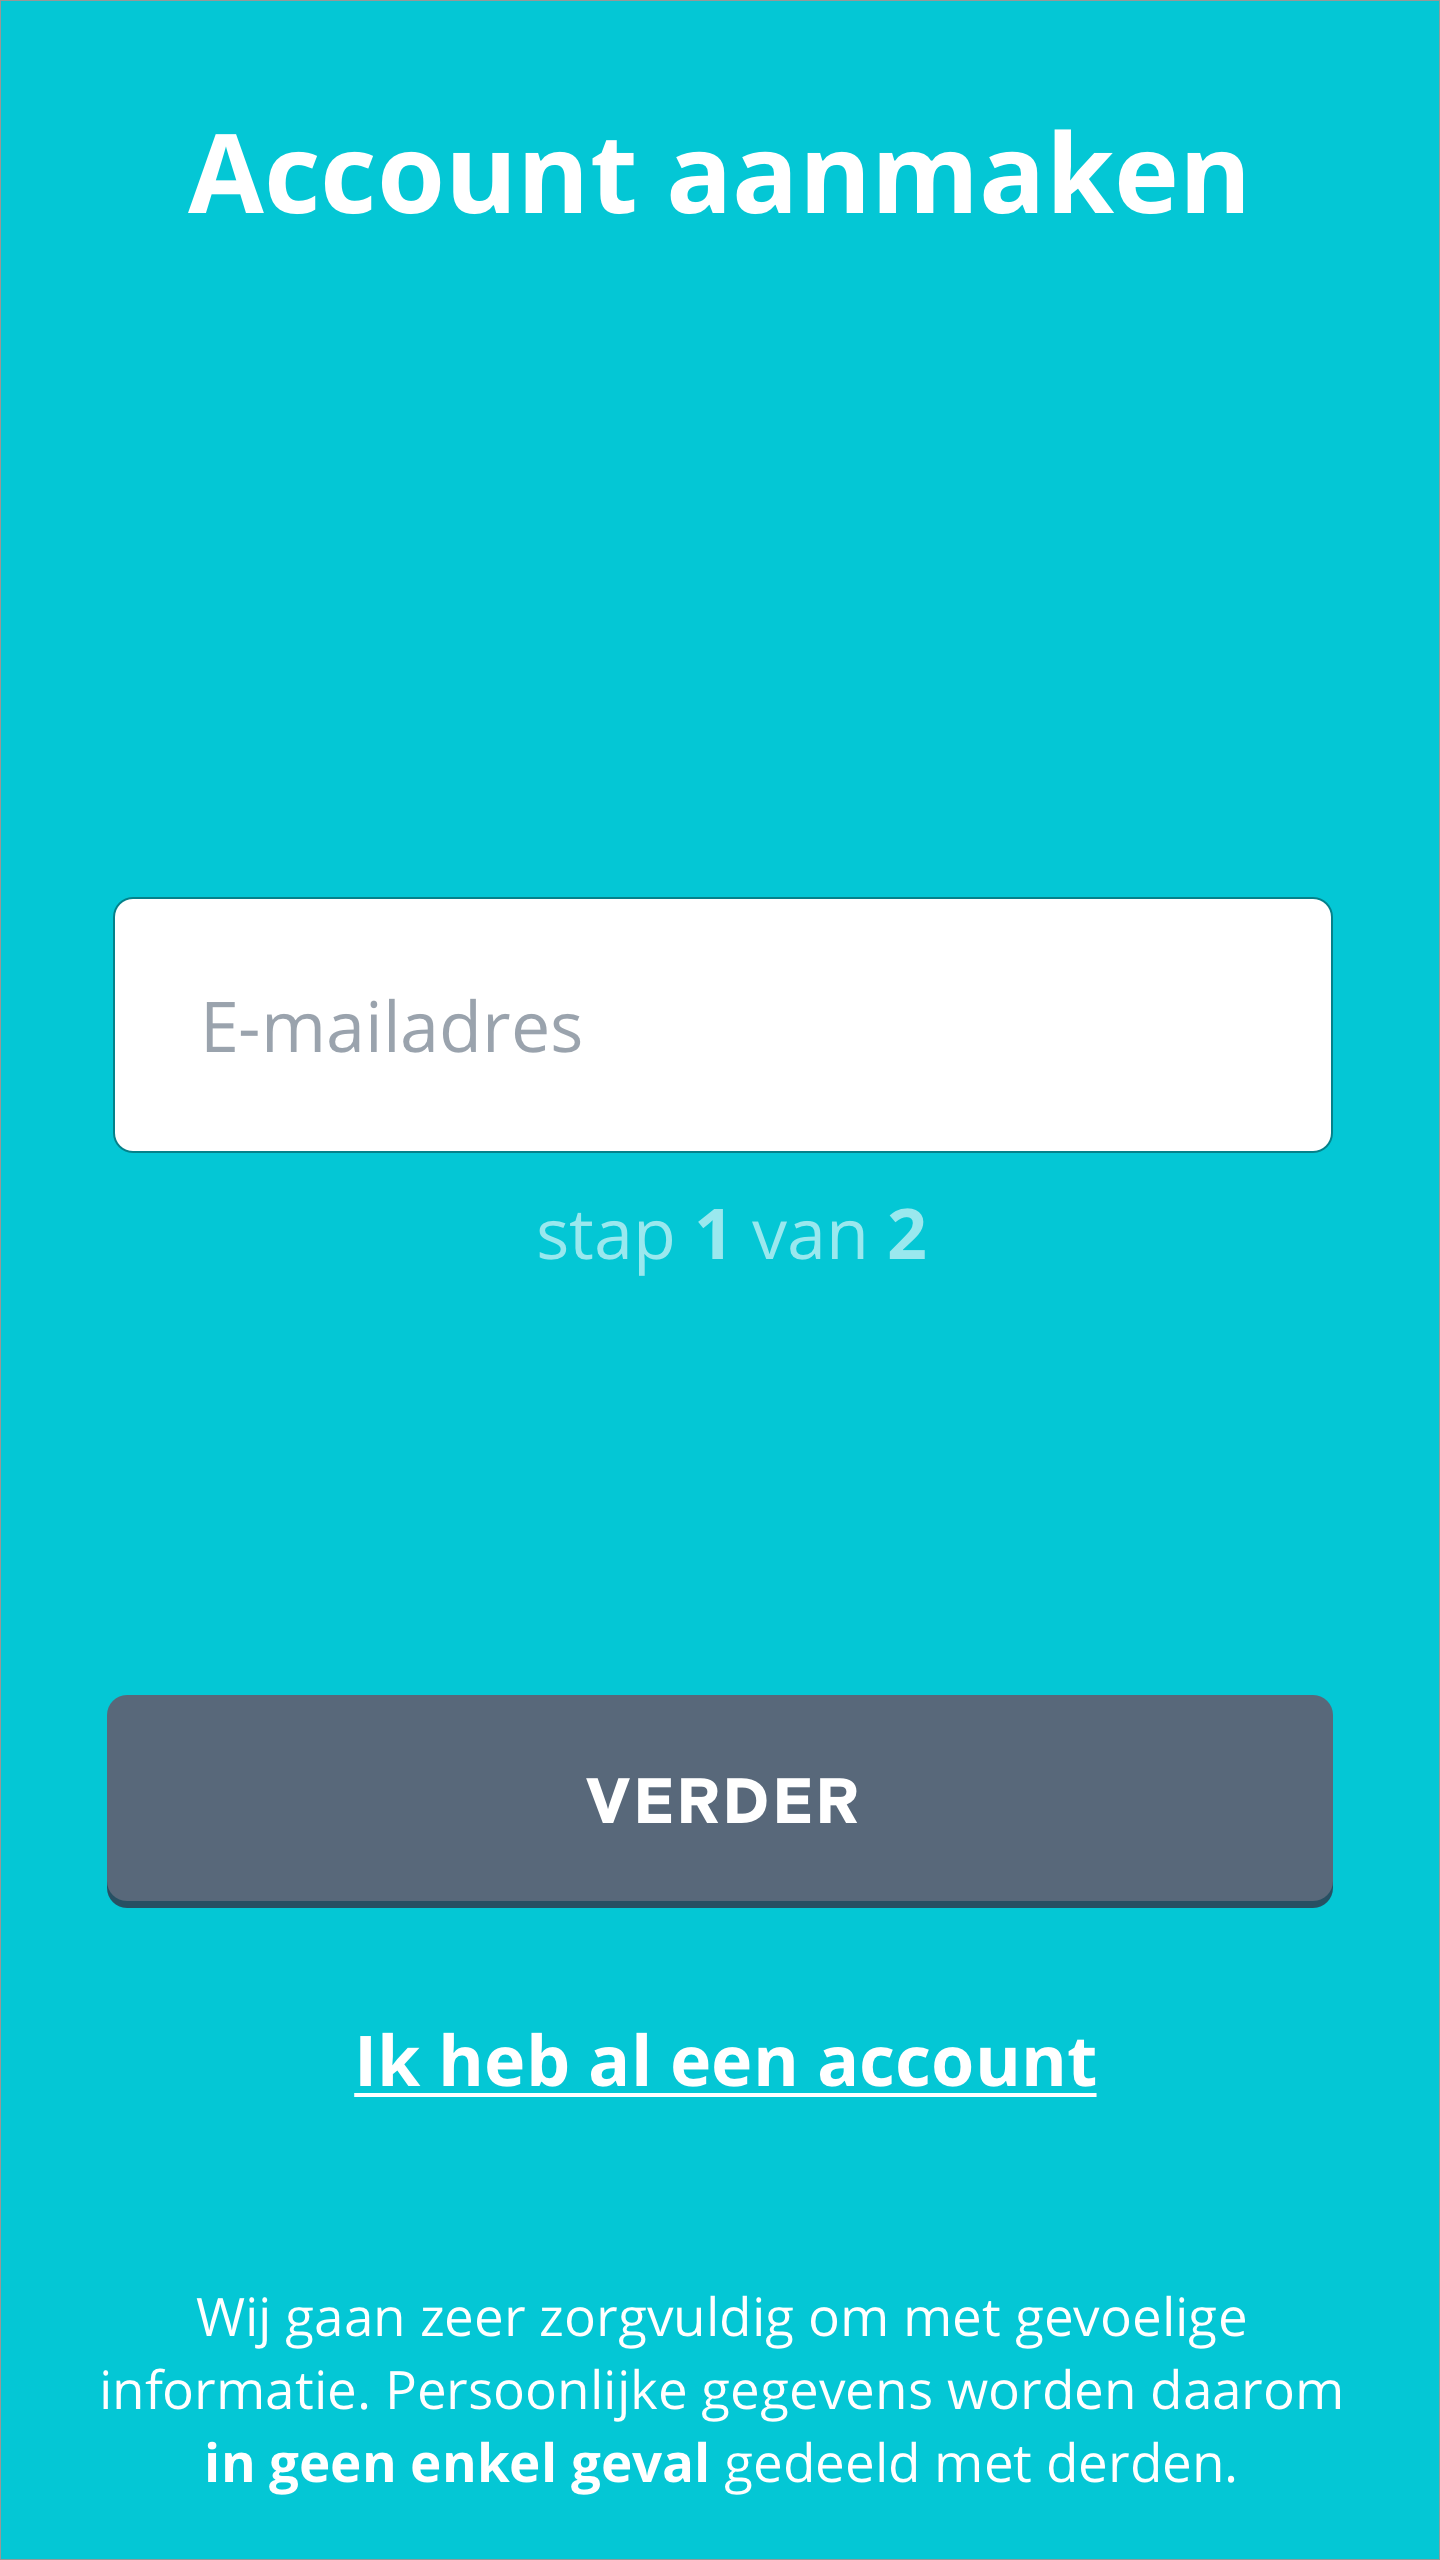 Account aanmaken
E-mailadres
stap 1 van 2
VERDER
Ik heb al een account
Wij gaan zeer zorgvuldig om met gevoelige
informatie. Persoonlijke gegevens worden daarom
in geen enkel geval gedeeld met derden.